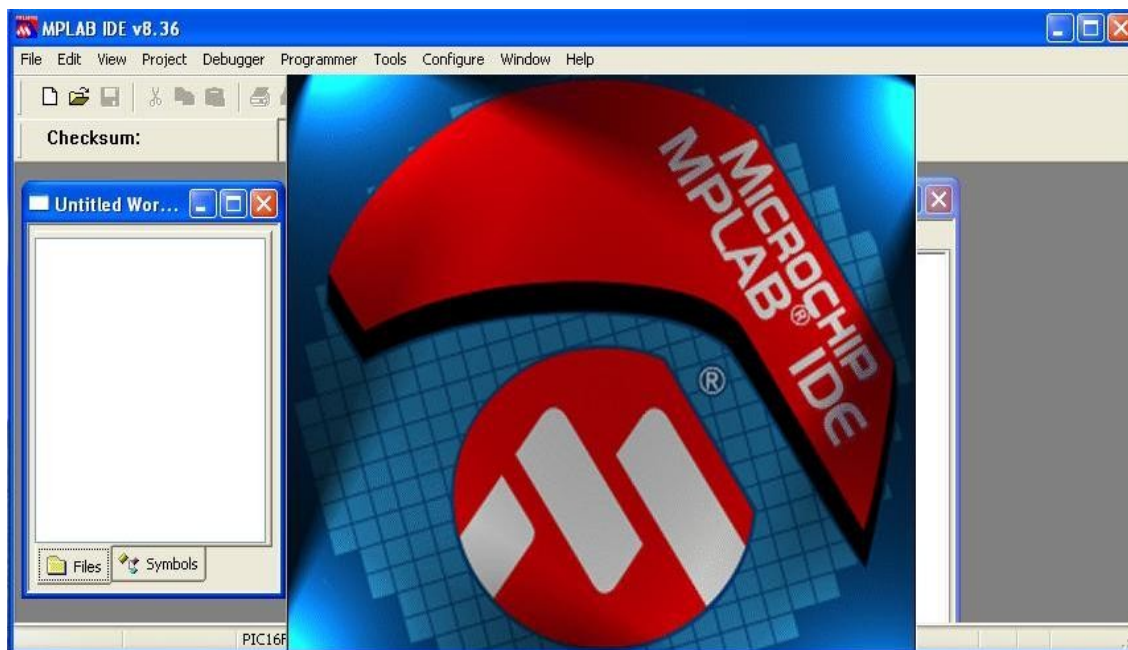 MPLAB IDE v8.36
File Edit View Project Debugger Programmer Tools Configure Window Help
Checksum:
Untitled Wor...
MICROCHIP
MPLAB® IDE
®
Files Symbols
PIC16F